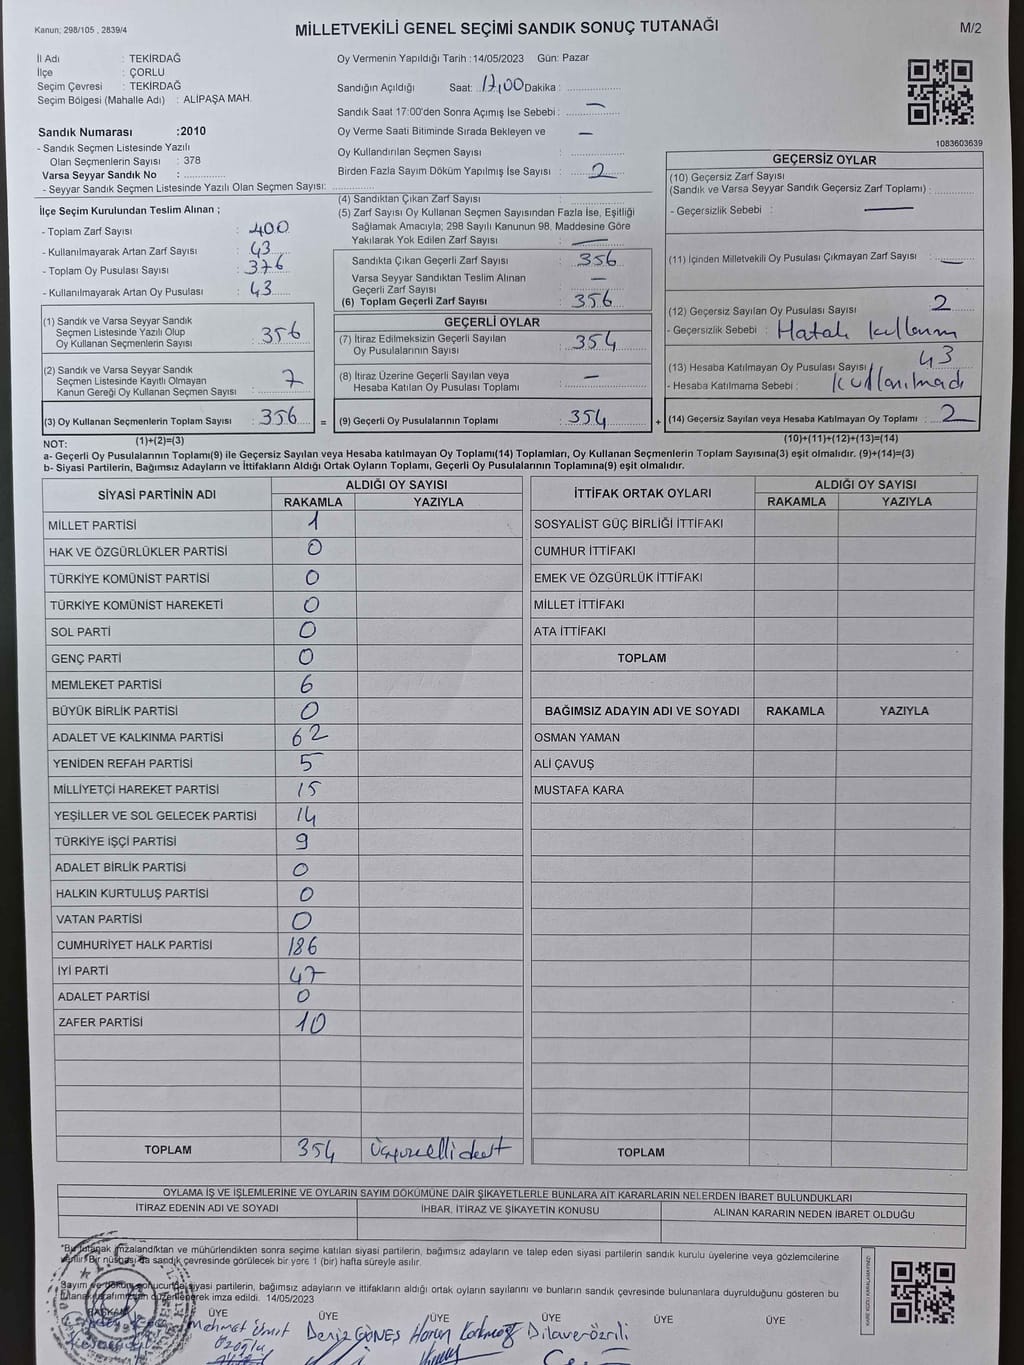 Kanun; 298/105 , 2839/4
MİLLETVEKİLİ GENEL SEÇİMİ SANDIK SONUÇ TUTANAĞI
M/2
İl Adı : TEKİRDAĞ
İlçe : ÇORLU
Seçim Çevresi : TEKİRDAĞ
Seçim Bölgesi (Mahalle Adı) : ALİPAŞA MAH.
Sandık Numarası :2010
- Sandık Seçmen Listesinde Yazılı
Olan Seçmenlerin Sayısı : 378
Varsa Seyyar Sandık No :
- Seyyar Sandık Seçmen Listesinde Yazılı Olan Seçmen Sayısı:
Oy Vermenin Yapıldığı Tarih :14/05/2023 Gün: Pazar
Sandığın Açıldığı Saat: 17,00 Dakika :
Sandık Saat 17:00'den Sonra Açımış İse Sebebi : —
Oy Verme Saati Bitiminde Sırada Bekleyen ve —
Oy Kullandırılan Seçmen Sayısı :
Birden Fazla Sayım Döküm Yapılmış İse Sayısı : 2
1083603639
İlçe Seçim Kurulundan Teslim Alınan ;
- Toplam Zarf Sayısı : 400
- Kullanılmayarak Artan Zarf Sayısı : 43
- Toplam Oy Pusulası Sayısı : 376
- Kullanılmayarak Artan Oy Pusulası : 43
(1) Sandık ve Varsa Seyyar Sandık
Seçmen Listesinde Yazılı Olup
Oy Kullanan Seçmenlerin Sayısı : 356
(2) Sandık ve Varsa Seyyar Sandık
Seçmen Listesinde Kayıtlı Olmayan
Kanun Gereği Oy Kullanan Seçmen Sayısı : 7
(3) Oy Kullanan Seçmenlerin Toplam Sayısı : 356 =
(4) Sandıktan Çıkan Zarf Sayısı :
(5) Zarf Sayısı Oy Kullanan Seçmen Sayısından Fazla İse, Eşitliği
Sağlamak Amacıyla; 298 Sayılı Kanunun 98. Maddesine Göre
Yakılarak Yok Edilen Zarf Sayısı : —
Sandıkta Çıkan Geçerli Zarf Sayısı : 356
Varsa Seyyar Sandıktan Teslim Alınan
Geçerli Zarf Sayısı : —
(6) Toplam Geçerli Zarf Sayısı : 356
GEÇERLİ OYLAR
(7) İtiraz Edilmeksizin Geçerli Sayılan
Oy Pusulalarının Sayısı : 354
(8) İtiraz Üzerine Geçerli Sayılan veya
Hesaba Katılan Oy Pusulası Toplamı : —
(9) Geçerli Oy Pusulalarının Toplamı : 354 +
GEÇERSİZ OYLAR
(10) Geçersiz Zarf Sayısı
(Sandık ve Varsa Seyyar Sandık Geçersiz Zarf Toplamı) :
- Geçersizlik Sebebi : —
(11) İçinden Milletvekili Oy Pusulası Çıkmayan Zarf Sayısı : —
(12) Geçersiz Sayılan Oy Pusulası Sayısı : 2
- Geçersizlik Sebebi : Hatalı kullanım
(13) Hesaba Katılmayan Oy Pusulası Sayısı : 43
- Hesaba Katılmama Sebebi : kullanılmadı
(14) Geçersiz Sayılan veya Hesaba Katılmayan Oy Toplamı : 2
NOT: (1)+(2)=(3) (10)+(11)+(12)+(13)=(14)
a- Geçerli Oy Pusulalarının Toplamı(9) ile Geçersiz Sayılan veya Hesaba katılmayan Oy Toplamı(14) Toplamları, Oy Kullanan Seçmenlerin Toplam Sayısına(3) eşit olmalıdır. (9)+(14)=(3)
b- Siyasi Partilerin, Bağımsız Adayların ve İttifakların Aldığı Ortak Oyların Toplamı, Geçerli Oy Pusulalarının Toplamına(9) eşit olmalıdır.
SİYASİ PARTİNİN ADI ALDIĞI OY SAYISI
RAKAMLA YAZIYLA
MİLLET PARTİSİ 1
HAK VE ÖZGÜRLÜKLER PARTİSİ 0
TÜRKİYE KOMÜNİST PARTİSİ 0
TÜRKİYE KOMÜNİST HAREKETİ 0
SOL PARTİ 0
GENÇ PARTİ 0
MEMLEKET PARTİSİ 6
BÜYÜK BİRLİK PARTİSİ 0
ADALET VE KALKINMA PARTİSİ 62
YENİDEN REFAH PARTİSİ 5
MİLLİYETÇİ HAREKET PARTİSİ 15
YEŞİLLER VE SOL GELECEK PARTİSİ 14
TÜRKİYE İŞÇİ PARTİSİ 9
ADALET BİRLİK PARTİSİ 0
HALKIN KURTULUŞ PARTİSİ 0
VATAN PARTİSİ 0
CUMHURİYET HALK PARTİSİ 186
İYİ PARTİ 47
ADALET PARTİSİ 0
ZAFER PARTİSİ 10
TOPLAM 354 Üçyüzellidört
İTTİFAK ORTAK OYLARI ALDIĞI OY SAYISI
RAKAMLA YAZIYLA
SOSYALİST GÜÇ BİRLİĞİ İTTİFAKI
CUMHUR İTTİFAKI
EMEK VE ÖZGÜRLÜK İTTİFAKI
MİLLET İTTİFAKI
ATA İTTİFAKI
TOPLAM
BAĞIMSIZ ADAYIN ADI VE SOYADI RAKAMLA YAZIYLA
OSMAN YAMAN
ALİ ÇAVUŞ
MUSTAFA KARA
TOPLAM
OYLAMA İŞ VE İŞLEMLERİNE VE OYLARIN SAYIM DÖKÜMÜNE DAİR ŞİKAYETLERLE BUNLARA AİT KARARLARIN NELERDEN İBARET BULUNDUKLARI
İTİRAZ EDENİN ADI VE SOYADI İHBAR, İTİRAZ VE ŞİKAYETİN KONUSU ALINAN KARARIN NEDEN İBARET OLDUĞU
"Bu tutanak imzalandıktan ve mühürlendikten sonra seçime katılan siyasi partilerin, bağımsız adayların ve talep eden siyasi partilerin sandık kurulu üyelerine veya gözlemcilerine
verilir. Bir nüshası da sandık çevresinde görülecek bir yere 1 (bir) hafta süreyle asılır.
Sayım ve döküm sonucunda siyasi partilerin, bağımsız adayların ve ittifakların aldığı ortak oyların sayılarını ve bunların sandık çevresinde bulunanlara duyrulduğunu gösteren bu
tutanak tarafımızdan düzenlenerek imza edildi. 14/05/2023
BAŞKAN ÜYE ÜYE ÜYE ÜYE ÜYE ÜYE
Mehmet Ümit Deniz GÜNEŞ Harun Dilaver özrili
Özoğlu